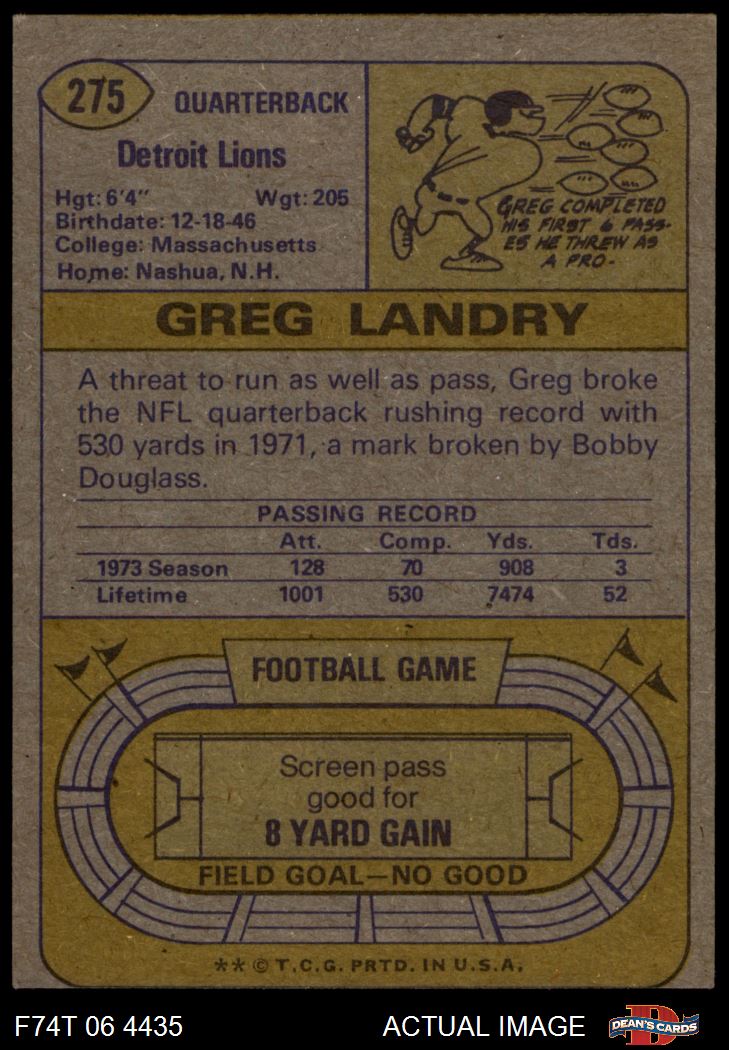 275
QUARTERBACK
Detroit Lions
Hgt: 6'4" Wgt: 205
Birthdate: 12-18-46
College: Massachusetts
Home: Nashua, N.H.
GREG COMPLETED
HIS FIRST 6 PASS-
ES HE THREW AS
A PRO.
GREG LANDRY
A threat to run as well as pass, Greg broke
the NFL quarterback rushing record with
530 yards in 1971, a mark broken by Bobby
Douglass.
PASSING RECORD
Att. Comp. Yds. Tds.
1973 Season 128 70 908 3
Lifetime 1001 530 7474 52
FOOTBALL GAME
Screen pass
good for
8 YARD GAIN
FIELD GOAL—NO GOOD
** © T.C.G. PRTD. IN U.S.A.
F74T 06 4435 ACTUAL IMAGE D DEAN'S CARDS